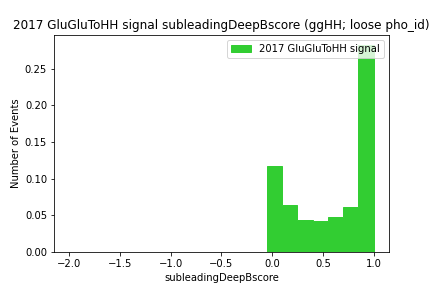 2017 GluGluToHH signal subleadingDeepBscore (ggHH; loose pho_id)
2017 GluGluToHH signal
Number of Events
0.25
0.20
0.15
0.10
0.05
0.00
−2.0 −1.5 −1.0 −0.5 0.0 0.5 1.0
subleadingDeepBscore